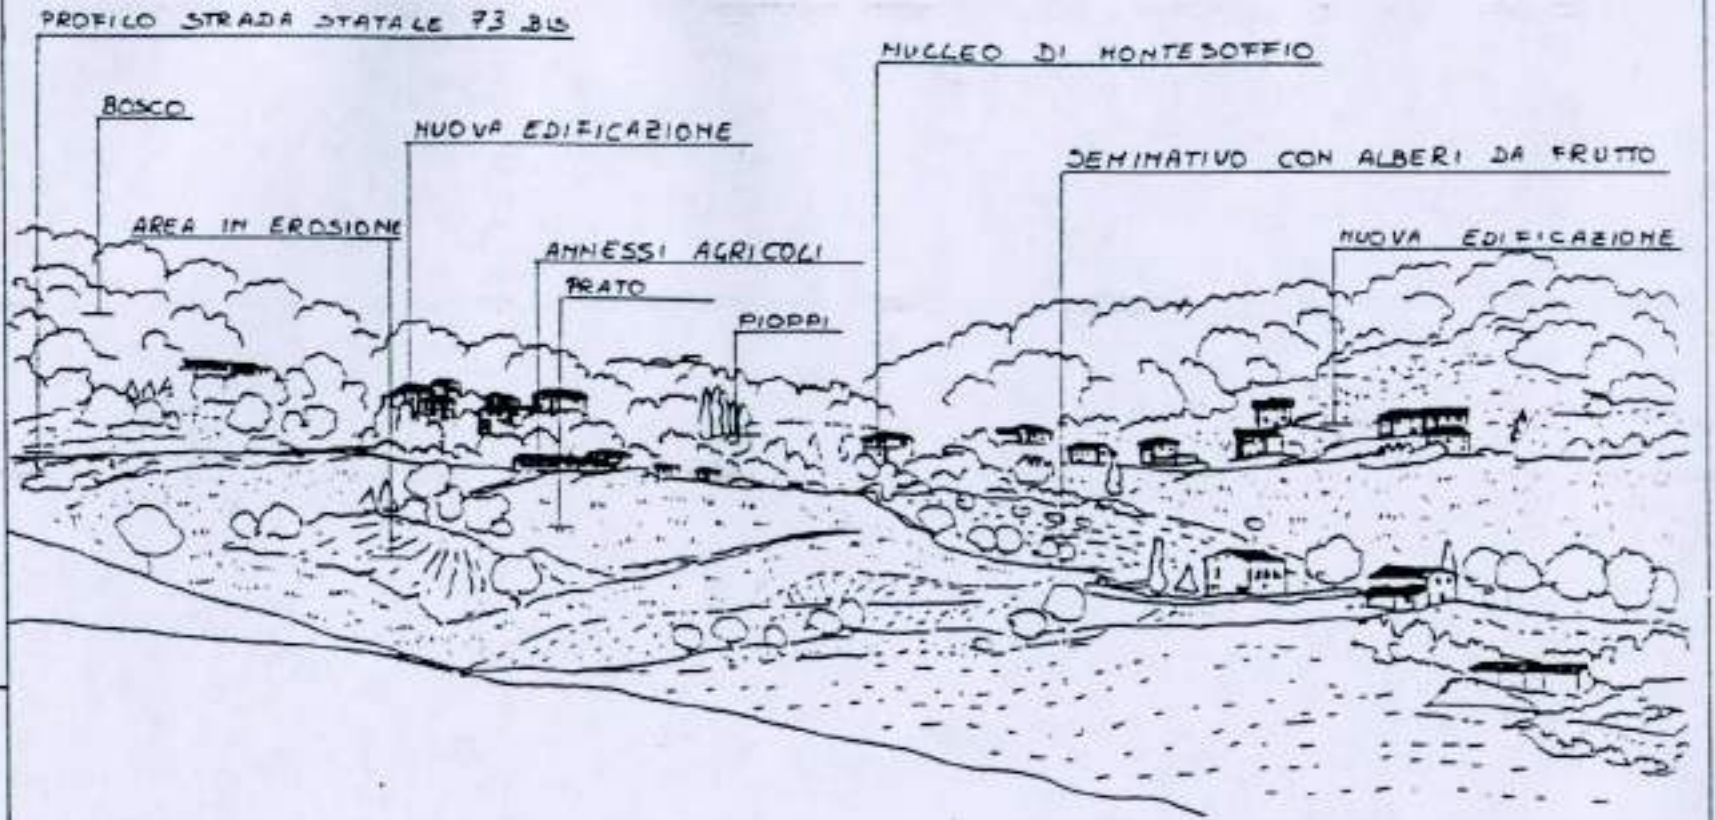 PROFILO STRADA STATALE 73 BIS
NUCLEO DI MONTESOFFIO
BOSCO
NUOVA EDIFICAZIONE
SEMINATIVO CON ALBERI DA FRUTTO
AREA IN EROSIONE
ANNESSI AGRICOLI
NUOVA EDIFICAZIONE
PRATO
PIOPPI